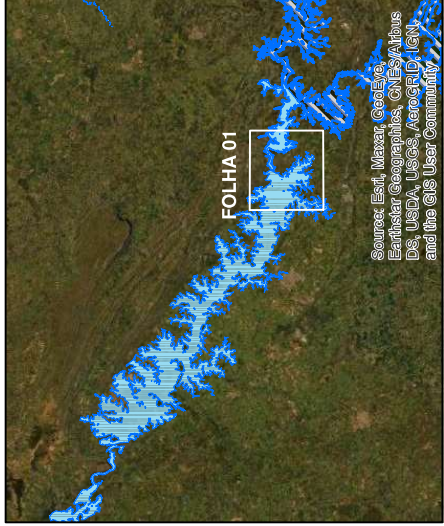 FOLHA 01
Source: Esri, Maxar, GeoEye,
Earthstar Geographics, CNES/Airbus
DS, USDA, USGS, AeroGRID, IGN,
and the GIS User Community